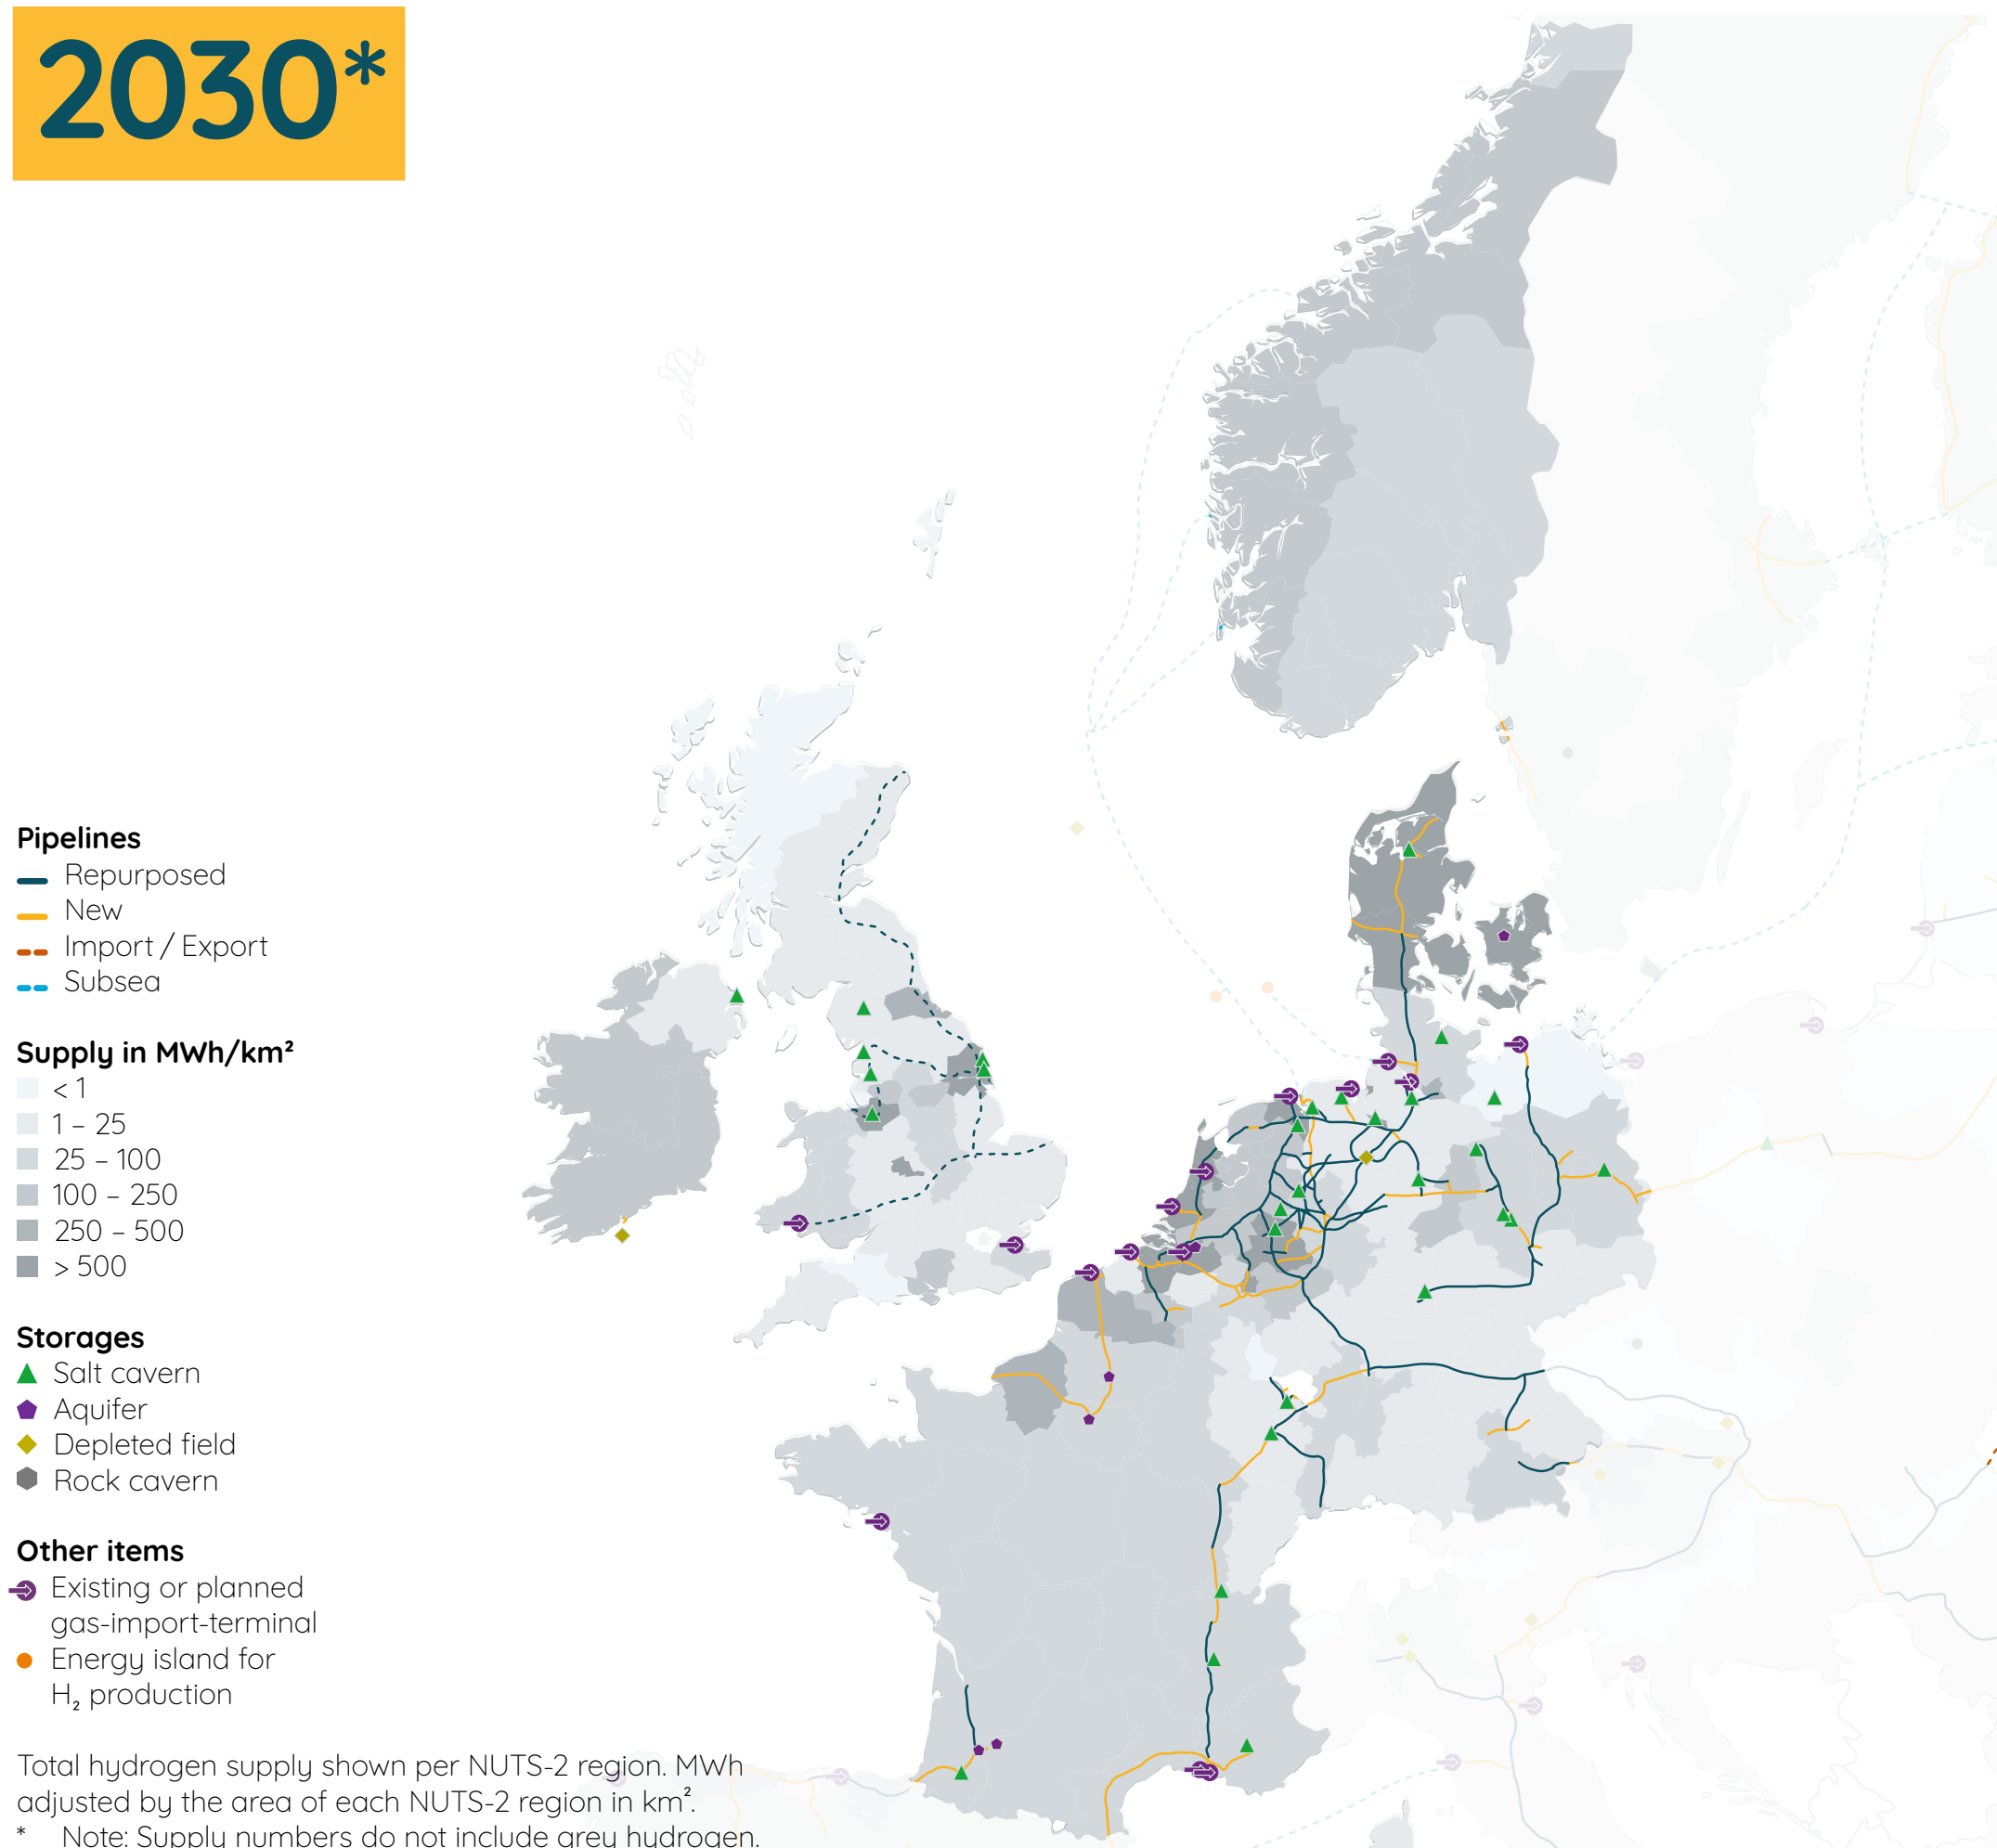 2030*
Pipelines
Repurposed
New
Import / Export
Subsea
Supply in MWh/km²
< 1
1 – 25
25 – 100
100 – 250
250 – 500
> 500
Storages
Salt cavern
Aquifer
Depleted field
Rock cavern
Other items
Existing or planned
gas-import-terminal
Energy island for
H₂ production
Total hydrogen supply shown per NUTS-2 region. MWh
adjusted by the area of each NUTS-2 region in km².
* Note: Supply numbers do not include grey hydrogen.